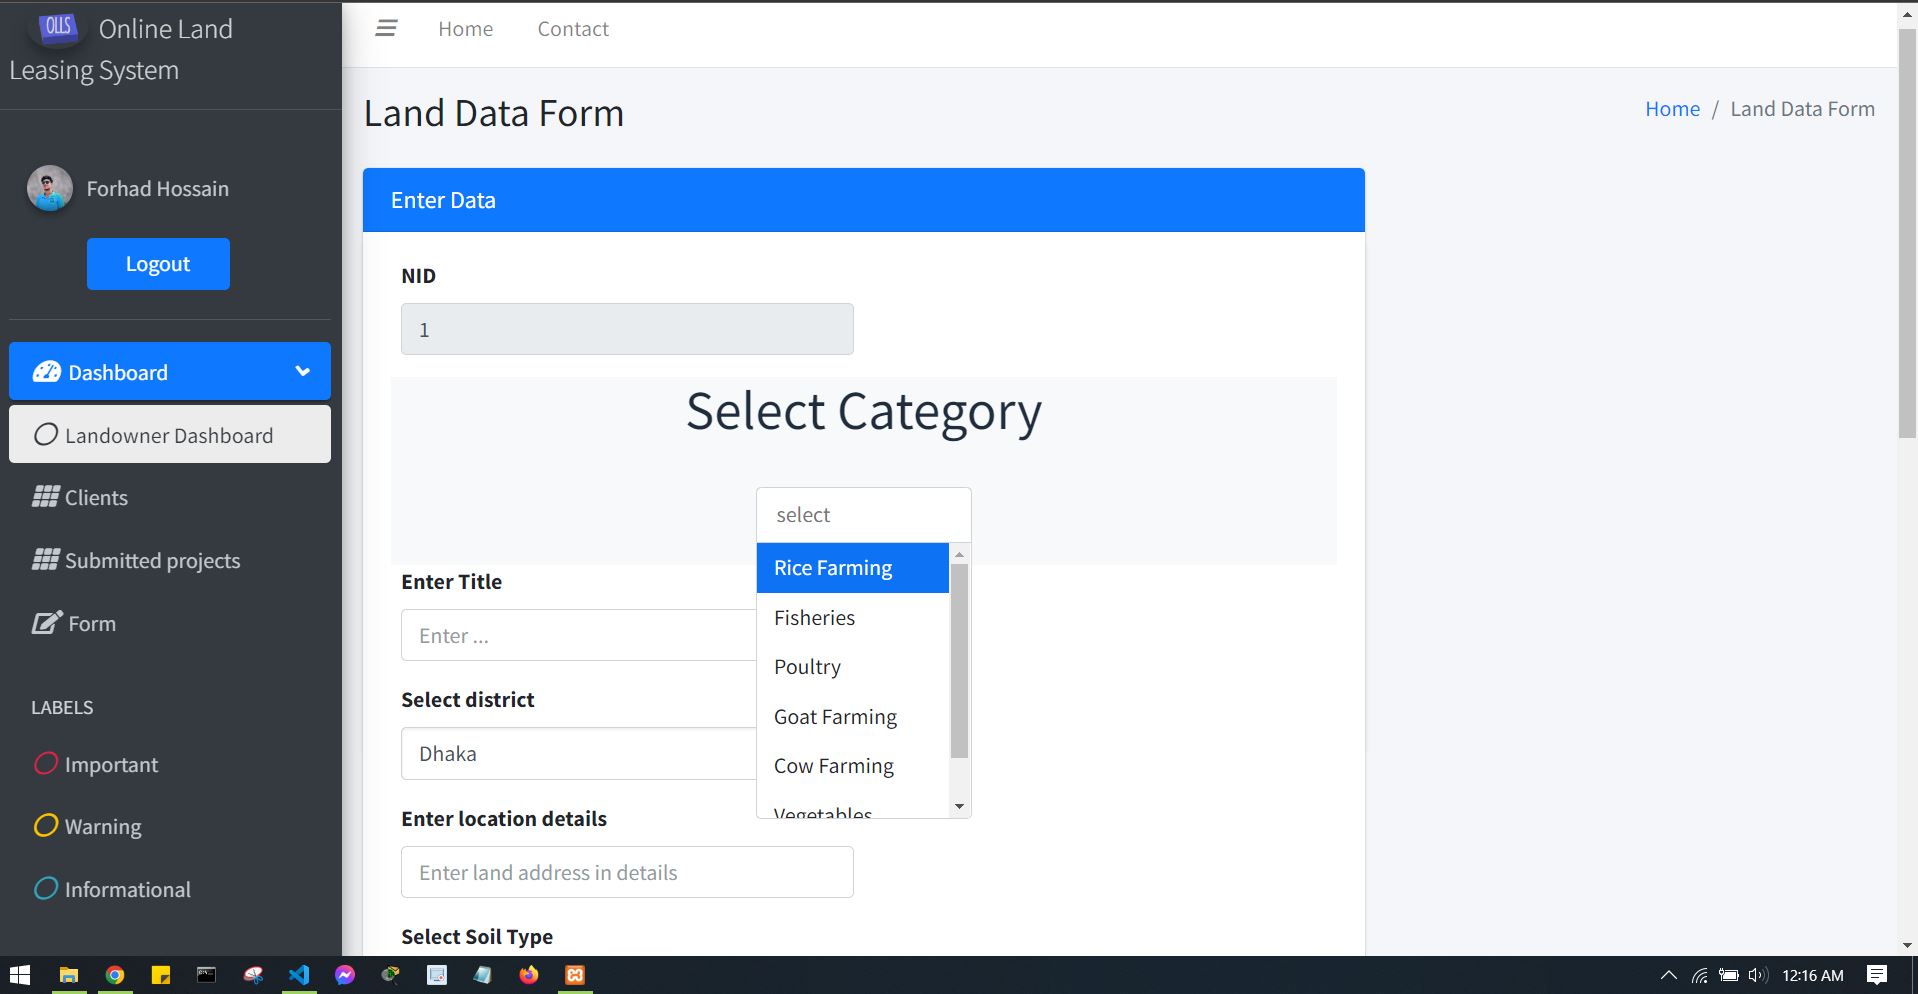 OLLS Online Land
Leasing System
Home
Contact
Land Data Form
Home / Land Data Form
Forhad Hossain
Logout
Dashboard
Landowner Dashboard
Clients
Submitted projects
Form
LABELS
Important
Warning
Informational
Enter Data
NID
1
Select Category
select
Rice Farming
Fisheries
Poultry
Goat Farming
Cow Farming
Vegetables
Enter Title
Enter ...
Select district
Dhaka
Enter location details
Enter land address in details
Select Soil Type
12:16 AM